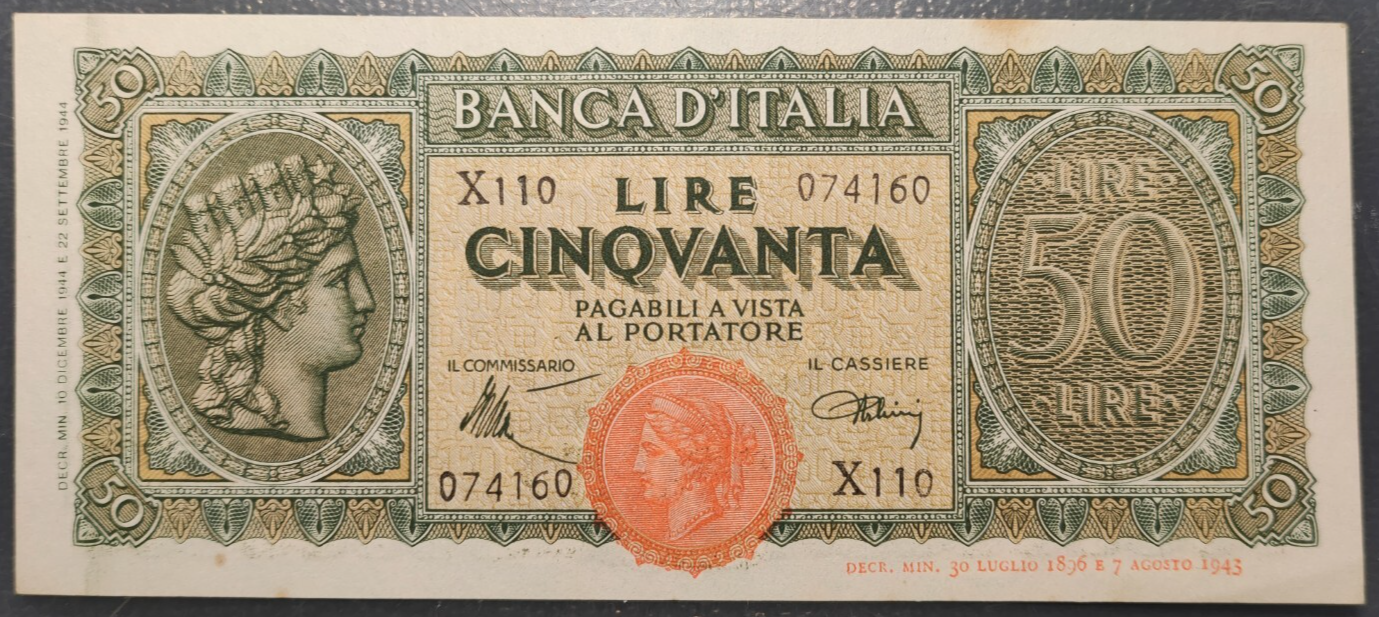 50
50
DECR. MIN. 10 DICEMBRE 1944 E 22 SETTEMBRE 1944
BANCA D'ITALIA
X110 LIRE 074160
CINQVANTA
PAGABILI A VISTA
AL PORTATORE
IL COMMISSARIO
IL CASSIERE
074160
X110
LIRE
50
LIRE
50
50
DECR. MIN. 30 LUGLIO 1896 E 7 AGOSTO 1943